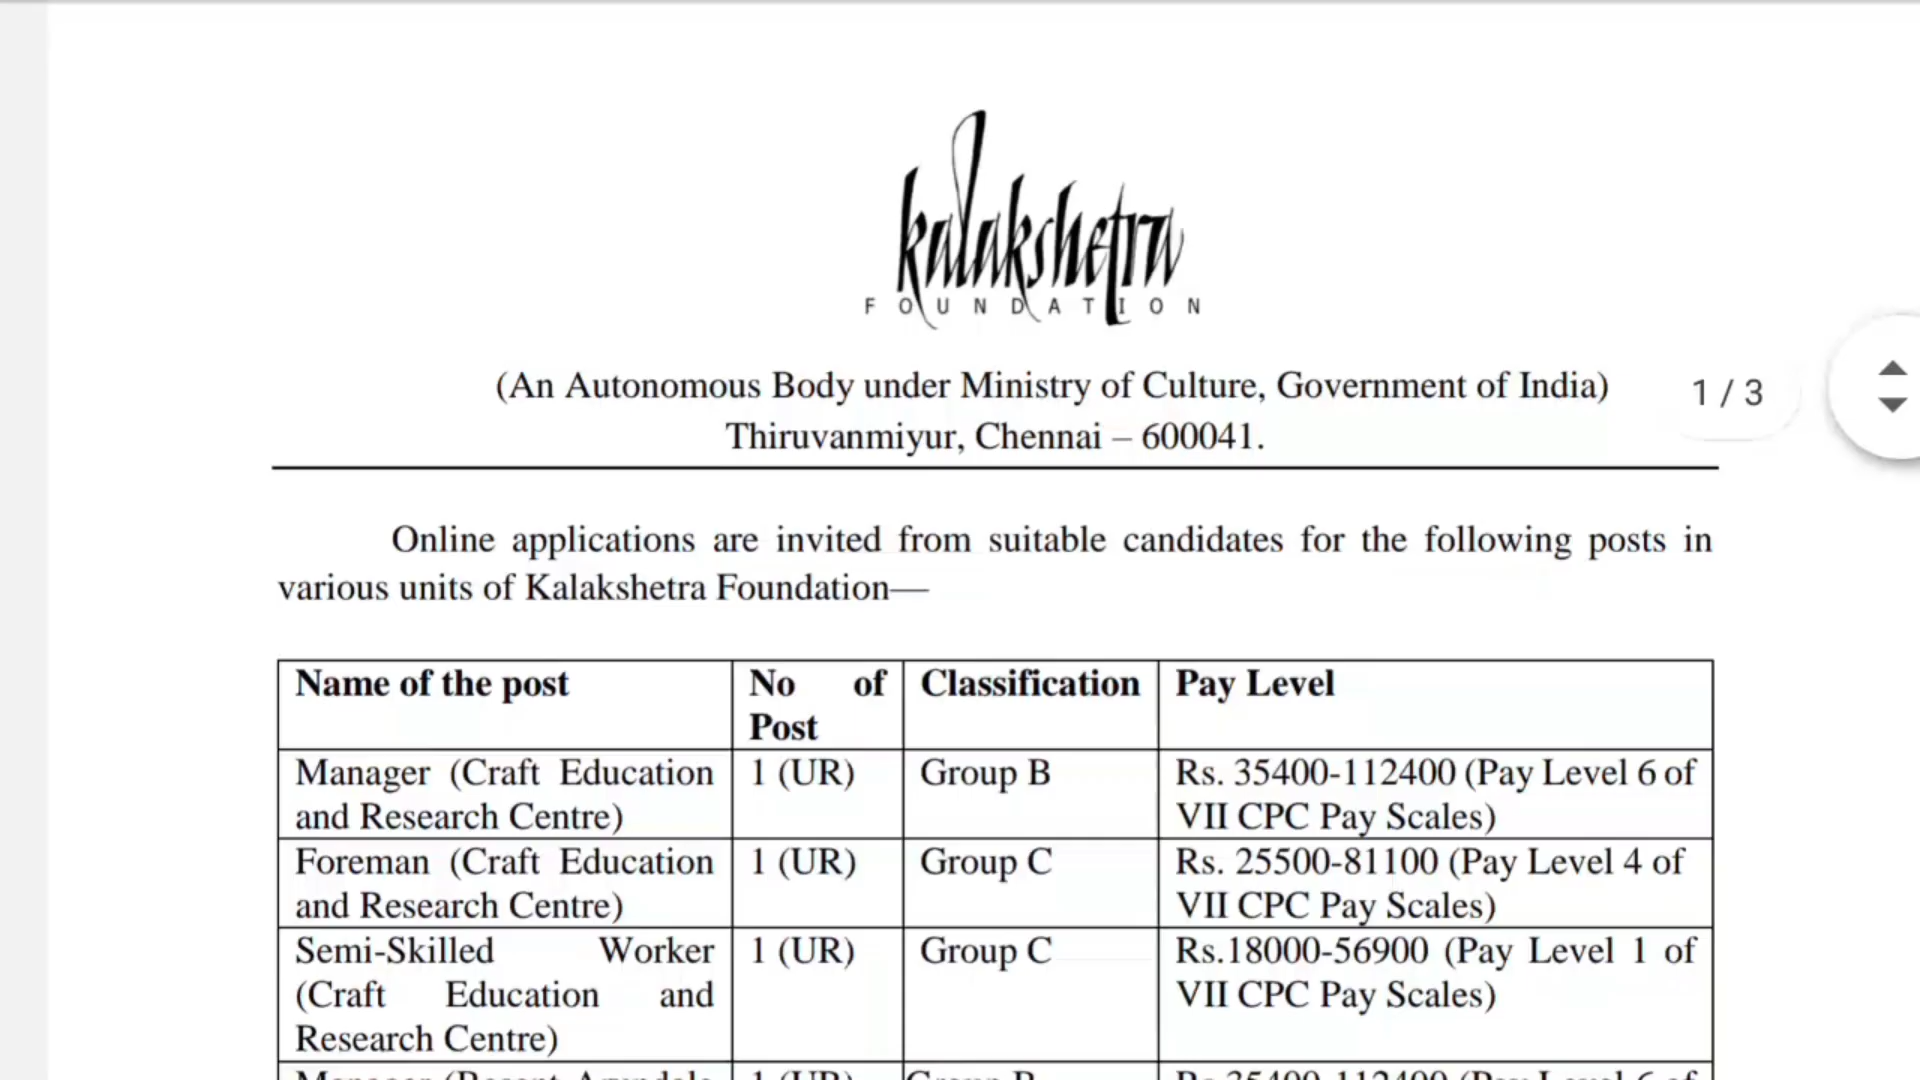 kalakshetra
FOUNDATION
(An Autonomous Body under Ministry of Culture, Government of India)
1 / 3
Thiruvanmiyur, Chennai – 600041.
Online applications are invited from suitable candidates for the following posts in
various units of Kalakshetra Foundation—
Name of the post No of Classification Pay Level
Post
Manager (Craft Education 1 (UR) Group B Rs. 35400-112400 (Pay Level 6 of
and Research Centre) VII CPC Pay Scales)
Foreman (Craft Education 1 (UR) Group C Rs. 25500-81100 (Pay Level 4 of
and Research Centre) VII CPC Pay Scales)
Semi-Skilled Worker 1 (UR) Group C Rs.18000-56900 (Pay Level 1 of
(Craft Education and VII CPC Pay Scales)
Research Centre)